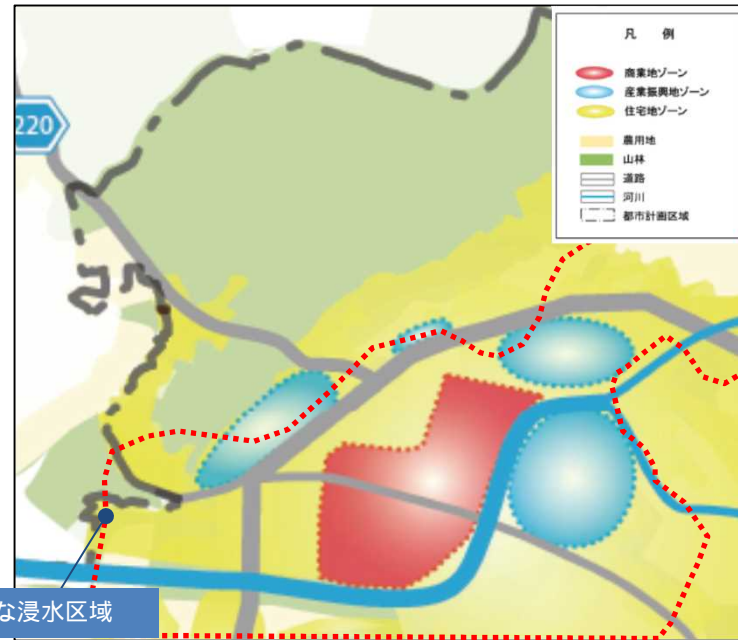 凡　例
商業地ゾーン
産業振興地ゾーン
住宅地ゾーン
農用地
山林
道路
河川
都市計画区域
220
な浸水区域